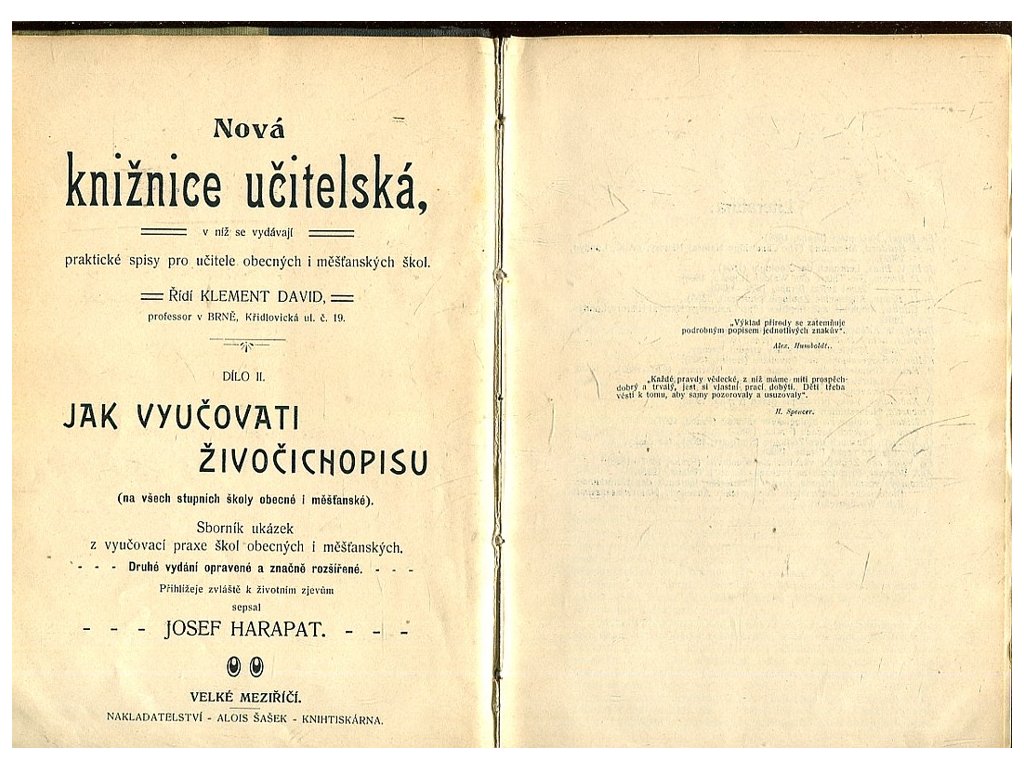 Nová
knižnice učitelská,
v níž se vydávají
praktické spisy pro učitele obecných i měšťanských škol.
Řídí KLEMENT DAVID,
professor v BRNĚ, Křidlovická ul. č. 19.
DÍLO II.
JAK VYUČOVATI
ŽIVOČICHOPISU
(na všech stupních školy obecné i měšťanské).
Sborník ukázek
z vyučovací praxe škol obecných i měšťanských.
- - - Druhé vydání opravené a značně rozšířené. - - -
Přihlížeje zvláště k životním zjevům
sepsal
- - - JOSEF HARAPAT. - - -
VELKÉ MEZIŘÍČÍ.
NAKLADATELSTVÍ - ALOIS ŠAŠEK - KNIHTISKÁRNA.
„Výklad přírody se zatemňuje
podrobným popisem jednotlivých znakův“.
Alex. Humboldt.
„Každé pravdy vědecké, z níž máme míti prospěch
dobrý a trvalý, jest si vlastní prací dobýti. Děti třeba
vésti k tomu, aby samy pozorovaly a usuzovaly“.
H. Spencer.